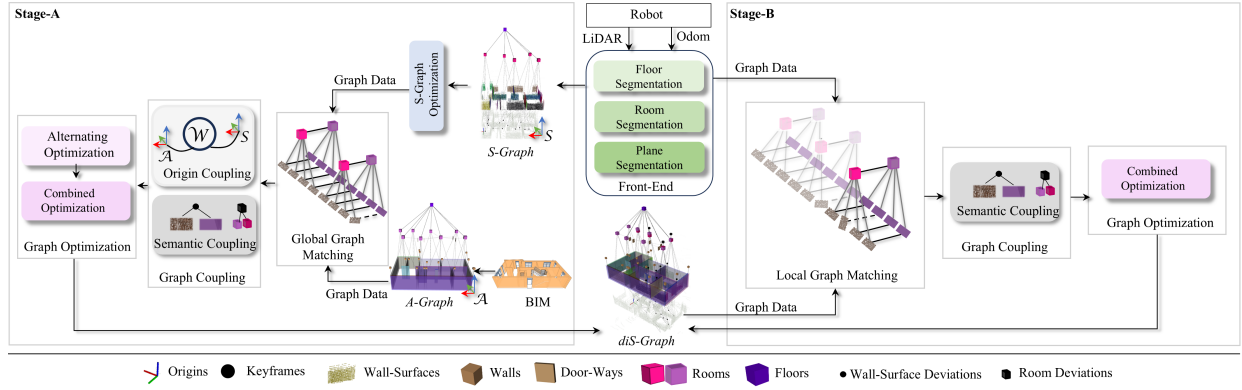 Stage-A
Robot
Stage-B
LiDAR
Odom
Graph Data
S-Graph
Optimization
S
S-Graph
Floor
Segmentation
Room
Segmentation
Plane
Segmentation
Front-End
Graph Data
Alternating
Optimization
Combined
Optimization
Graph Optimization
A
W
S
Origin Coupling
Semantic Coupling
Graph Coupling
Global Graph
Matching
Graph Data
A-Graph
A
BIM
diS-Graph
Graph Data
Local Graph Matching
Semantic Coupling
Graph Coupling
Combined
Optimization
Graph Optimization
Origins
Keyframes
Wall-Surfaces
Walls
Door-Ways
Rooms
Floors
Wall-Surface Deviations
Room Deviations